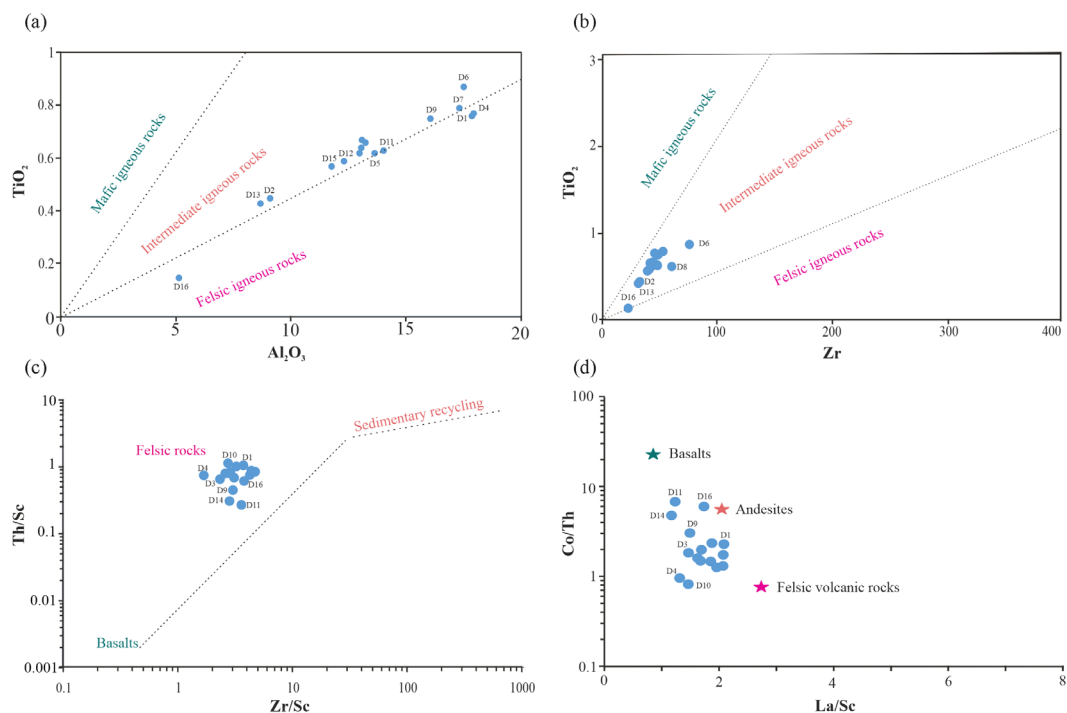 (a)
1
0.8
0.6
0.4
0.2
0
0
5
10
15
20
TiO2
Al2O3
Mafic igneous rocks
Intermediate igneous rocks
Felsic igneous rocks
D6
D7
D4
D9
D1
D11
D12
D15
D5
D2
D13
D16
(b)
3
2
1
0
0
100
200
300
400
TiO2
Zr
Mafic igneous rocks
Intermediate igneous rocks
Felsic igneous rocks
D6
D8
D2
D13
D16
(c)
10
1
0.1
0.01
0.001
0.1
1
10
100
1000
Th/Sc
Zr/Sc
Sedimentary recycling
Felsic rocks
Basalts
D10
D1
D4
D3
D16
D9
D14
D11
(d)
100
10
1
0.1
0
2
4
6
8
Co/Th
La/Sc
Basalts
Andesites
Felsic volcanic rocks
D11
D16
D14
D9
D1
D3
D4
D10